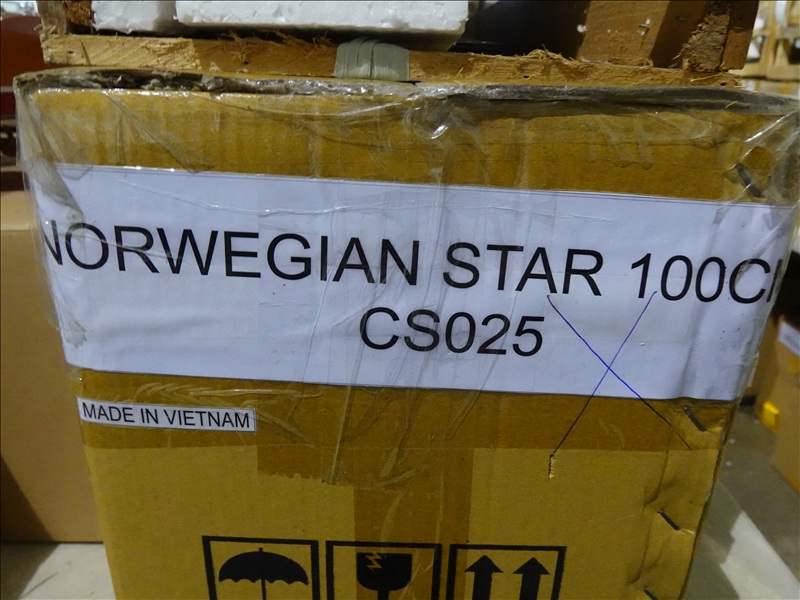 NORWEGIAN STAR 100C
CS025
MADE IN VIETNAM